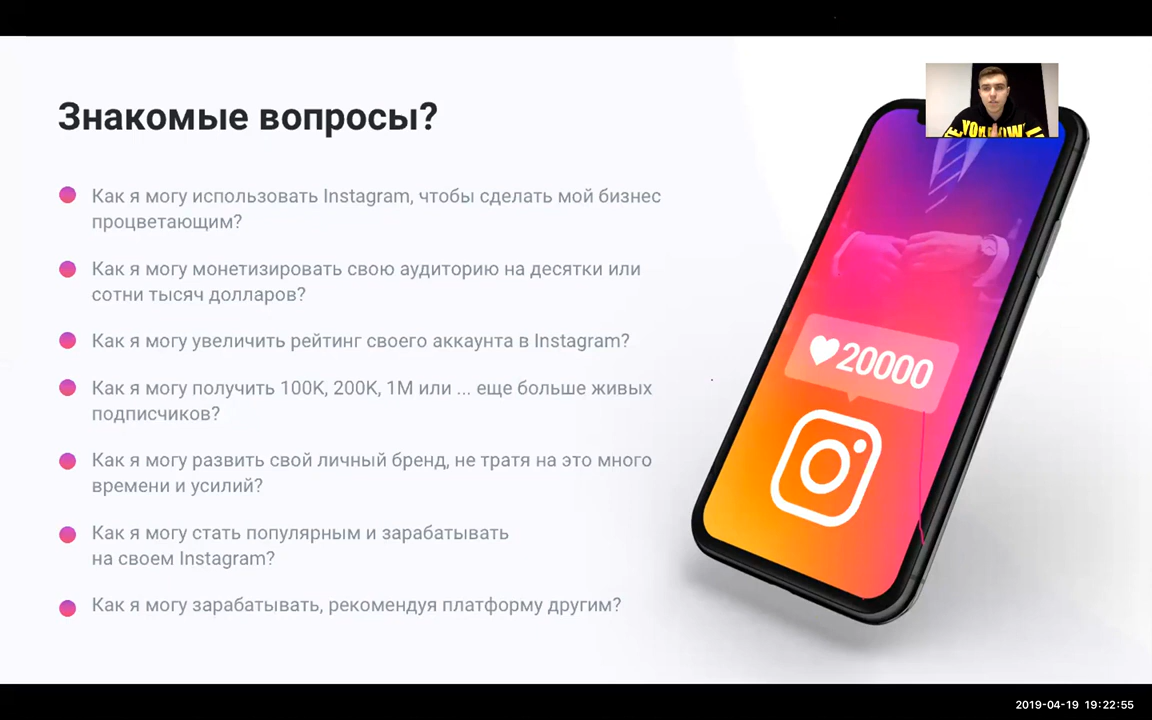 Знакомые вопросы?
Как я могу использовать Instagram, чтобы сделать мой бизнес
процветающим?
Как я могу монетизировать свою аудиторию на десятки или
сотни тысяч долларов?
Как я могу увеличить рейтинг своего аккаунта в Instagram?
Как я могу получить 100K, 200K, 1M или ... еще больше живых
подписчиков?
Как я могу развить свой личный бренд, не тратя на это много
времени и усилий?
Как я могу стать популярным и зарабатывать
на своем Instagram?
Как я могу зарабатывать, рекомендуя платформу другим?
20000
2019-04-19 19:22:55